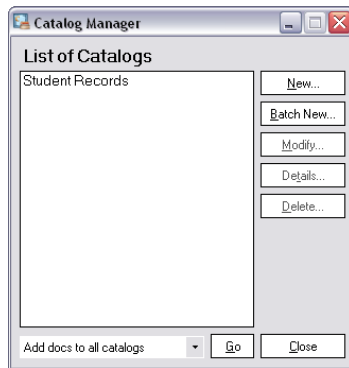 Catalog Manager
List of Catalogs
Student Records
New...
Batch New...
Modify...
Details...
Delete...
Add docs to all catalogs
Go
Close